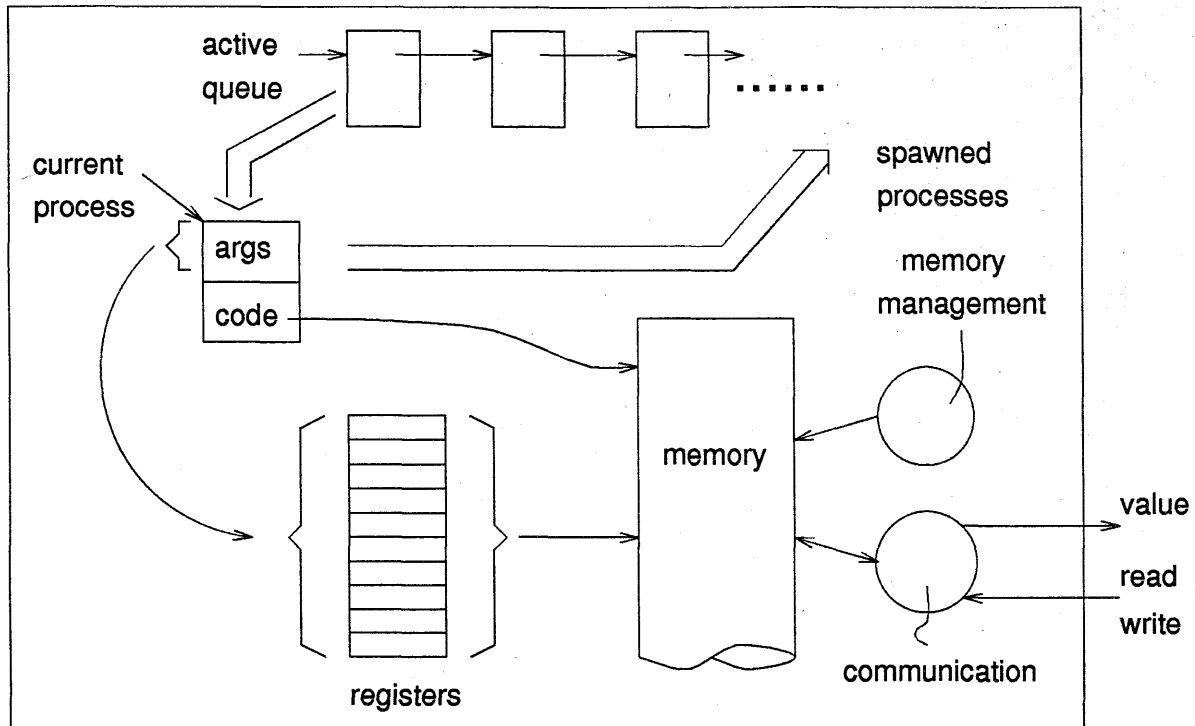 active
queue
current
process
args
code
spawned
processes
memory
management
memory
value
read
write
communication
registers